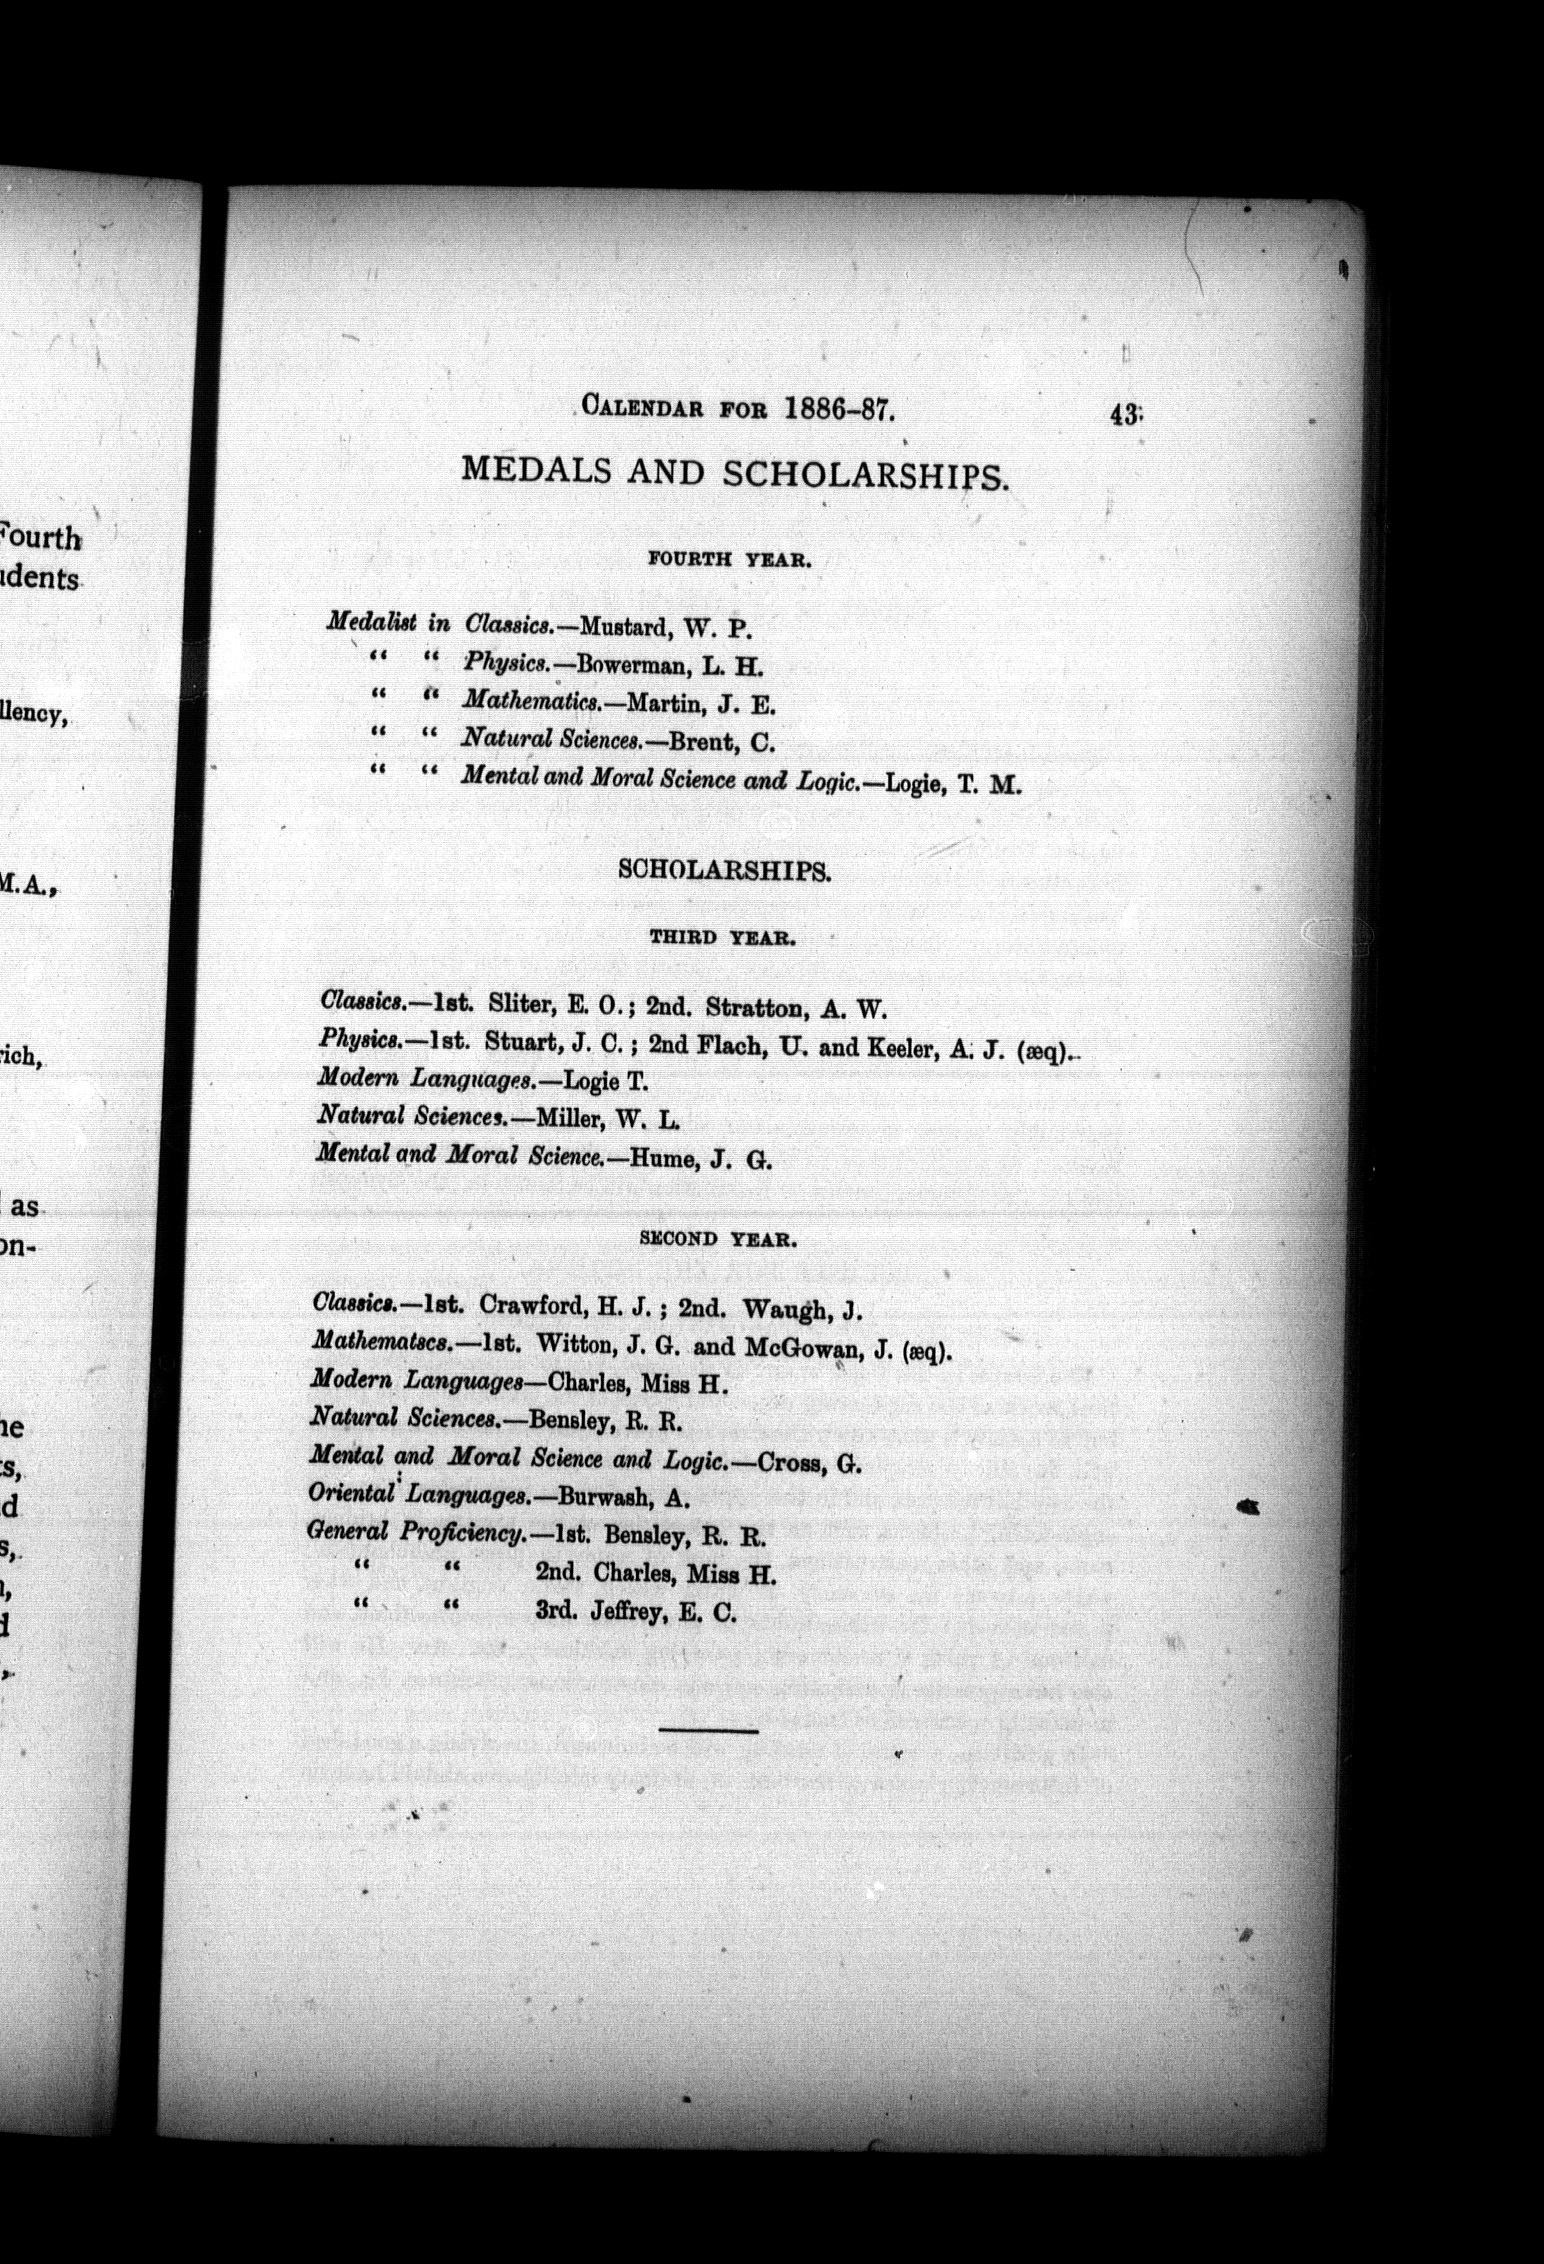 Fourth
llency,
M.A.,
as
on-
CALENDAR FOR 1886–87. 43
MEDALS AND SCHOLARSHIPS.
FOURTH YEAR.
Medalist in Classics.—Mustard, W. P.
“ “ Physics.—Bowerman, L. H.
“ “ Mathematics.—Martin, J. E.
“ “ Natural Sciences.—Brent, C.
“ “ Mental and Moral Science and Logic.—Logie, T. M.
SCHOLARSHIPS.
THIRD YEAR.
Classics.—1st. Sliter, E. O.; 2nd. Stratton, A. W.
Physics.—1st. Stuart, J. C. ; 2nd Flach, U. and Keeler, A. J. (æq).
Modern Languages.—Logie T.
Natural Sciences.—Miller, W. L.
Mental and Moral Science.—Hume, J. G.
SECOND YEAR.
Classics.—1st. Crawford, H. J. ; 2nd. Waugh, J.
Mathematscs.—1st. Witton, J. G. and McGowan, J. (æq).
Modern Languages—Charles, Miss H.
Natural Sciences.—Bensley, R. R.
Mental and Moral Science and Logic.—Cross, G.
Oriental Languages.—Burwash, A.
General Proficiency.—1st. Bensley, R. R.
“ “ 2nd. Charles, Miss H.
“ “ 3rd. Jeffrey, E. C.